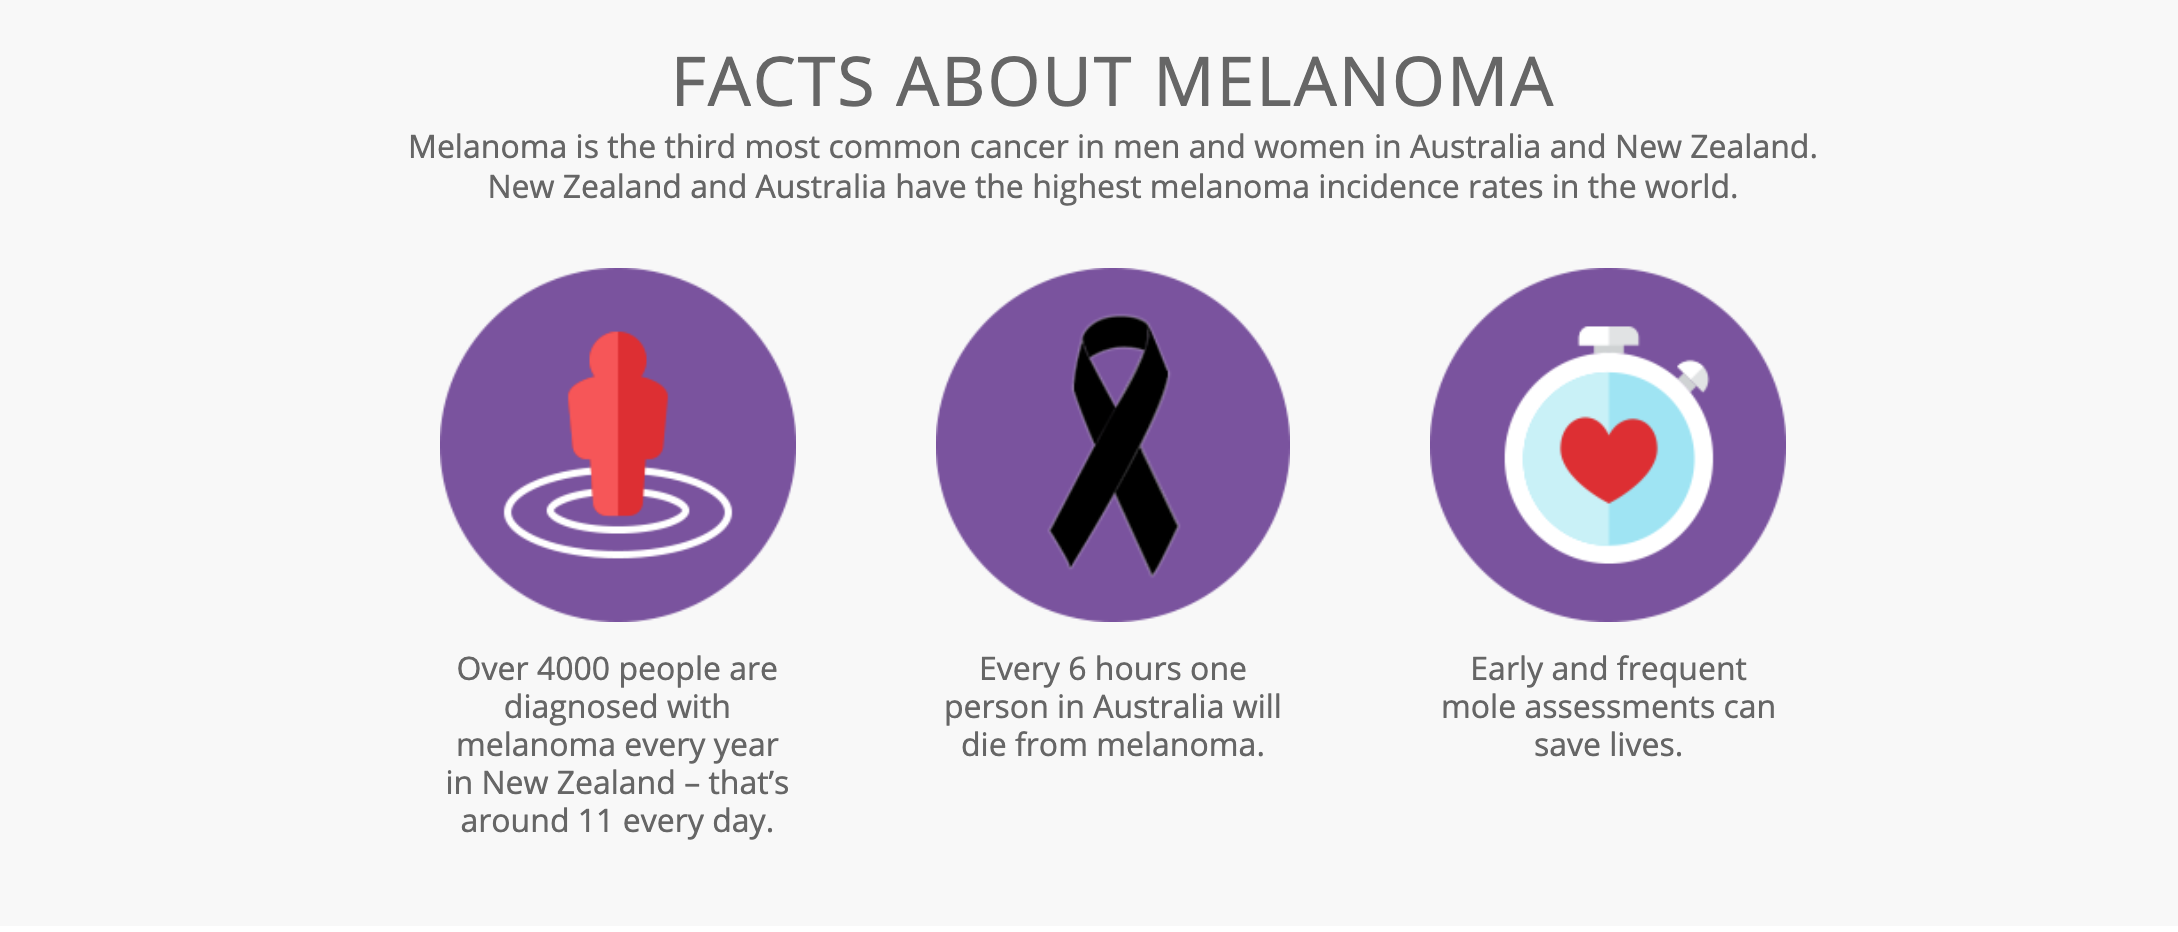 FACTS ABOUT MELANOMA
Melanoma is the third most common cancer in men and women in Australia and New Zealand.
New Zealand and Australia have the highest melanoma incidence rates in the world.
Over 4000 people are
diagnosed with
melanoma every year
in New Zealand – that’s
around 11 every day.
Every 6 hours one
person in Australia will
die from melanoma.
Early and frequent
mole assessments can
save lives.